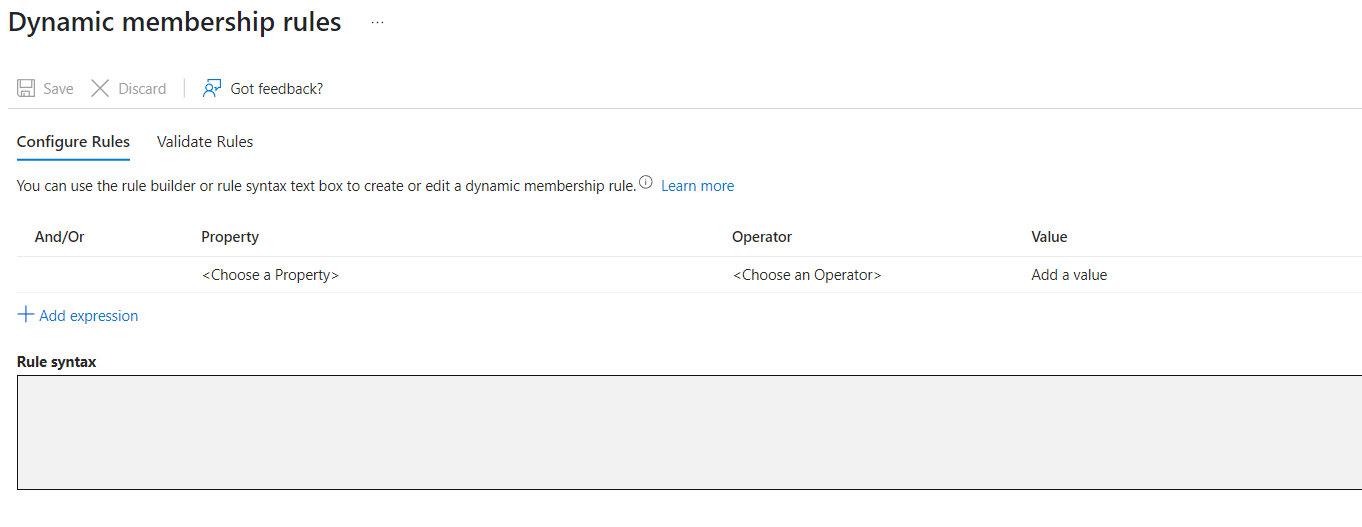 Dynamic membership rules ...
Save Discard Got feedback?
Configure Rules Validate Rules
You can use the rule builder or rule syntax text box to create or edit a dynamic membership rule. Learn more
And/Or Property Operator Value
<Choose a Property> <Choose an Operator> Add a value
Add expression
Rule syntax